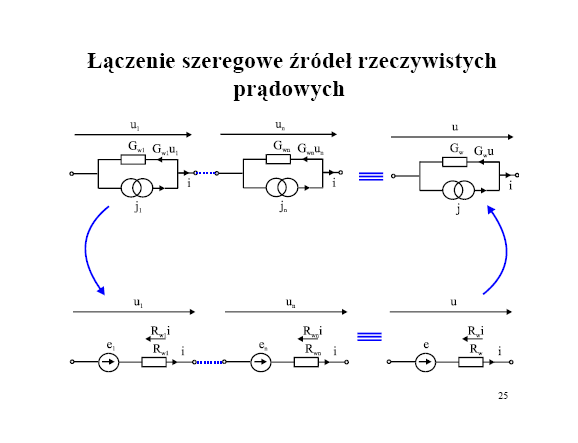 Łączenie szeregowe źródeł rzeczywistych
prądowych
u1 un u
Gw1 Gw1u1 Gwn Gwnun Gw Gwu
i i i
j1 jn j
u1 un u
Rw1i Rwni Rwi
e1 Rw1 i en Rwn i e Rw i
25